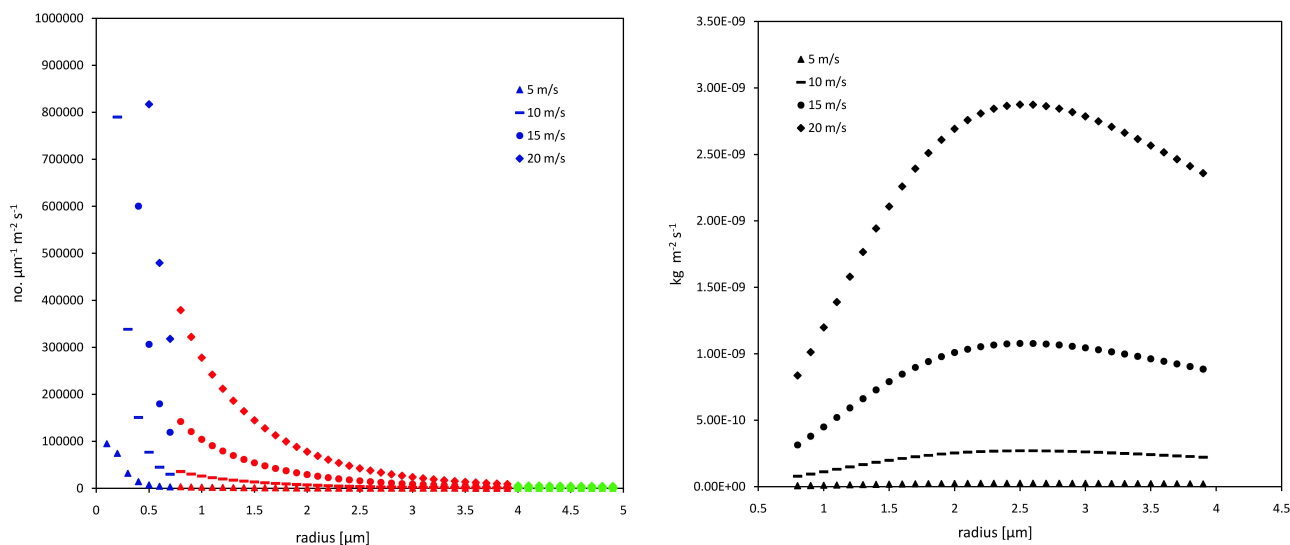 1000000
900000
800000
700000
600000
500000
400000
300000
200000
100000
0
no. µm⁻¹ m⁻² s⁻¹
5 m/s
10 m/s
15 m/s
20 m/s
0 0.5 1 1.5 2 2.5 3 3.5 4 4.5 5
radius [µm]
3.50E-09
3.00E-09
2.50E-09
2.00E-09
1.50E-09
1.00E-09
5.00E-10
0.00E+00
kg m⁻² s⁻¹
5 m/s
10 m/s
15 m/s
20 m/s
0.5 1 1.5 2 2.5 3 3.5 4 4.5
radius [µm]